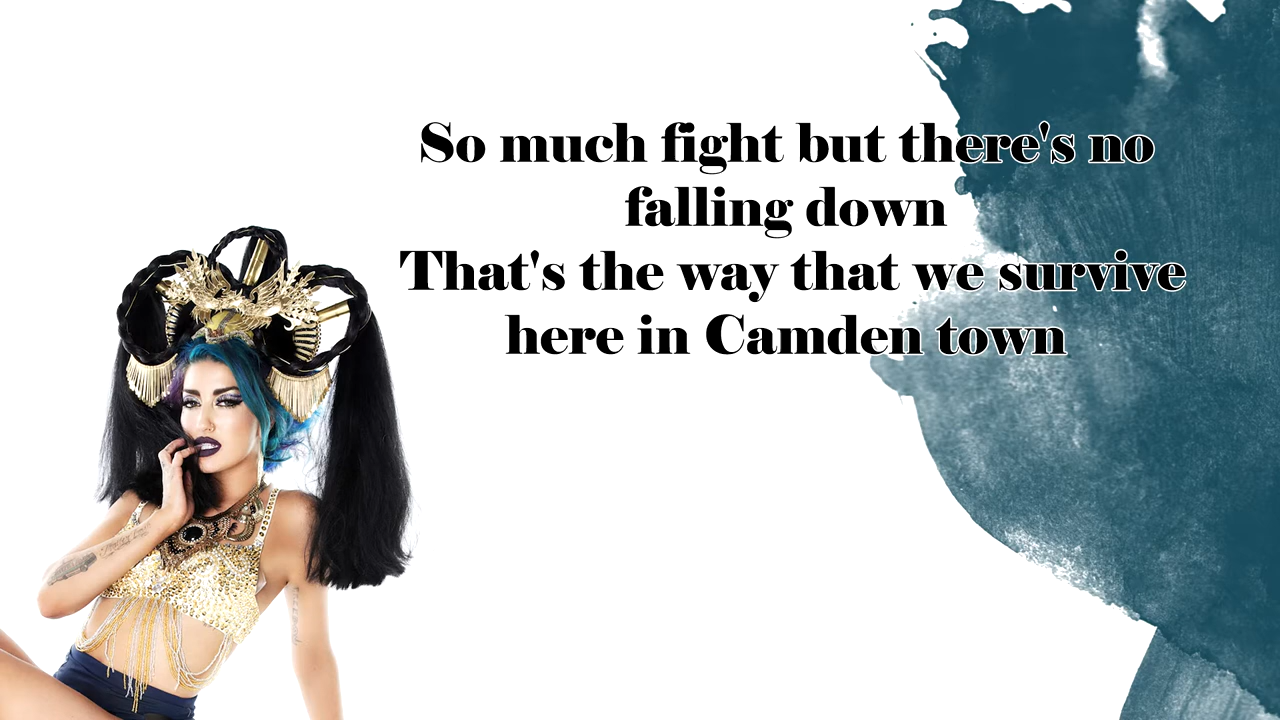 So much fight but there's no
falling down
That's the way that we survive
here in Camden town